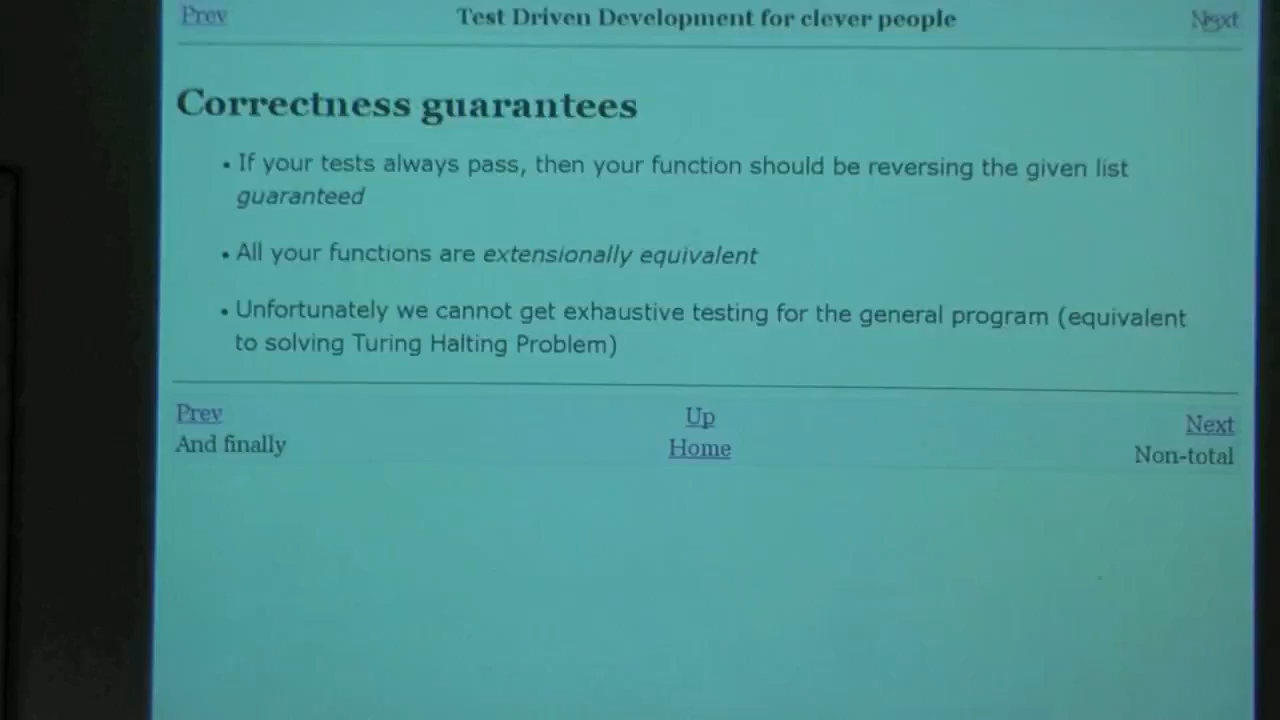 Prev Test Driven Development for clever people Next
Correctness guarantees
• If your tests always pass, then your function should be reversing the given list
guaranteed
• All your functions are extensionally equivalent
• Unfortunately we cannot get exhaustive testing for the general program (equivalent
to solving Turing Halting Problem)
Prev Up Next
And finally Home Non-total